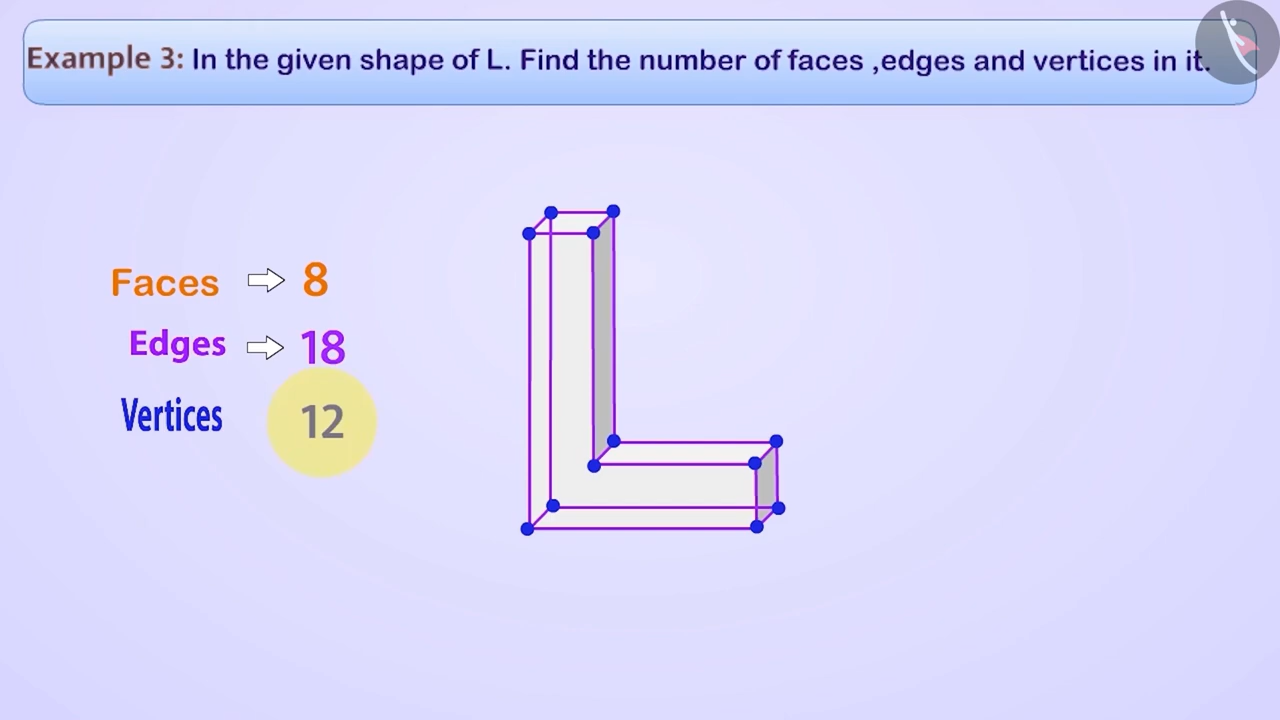 Example 3: In the given shape of L. Find the number of faces ,edges and vertices in it.
Faces ⇨ 8
Edges ⇨ 18
Vertices 12